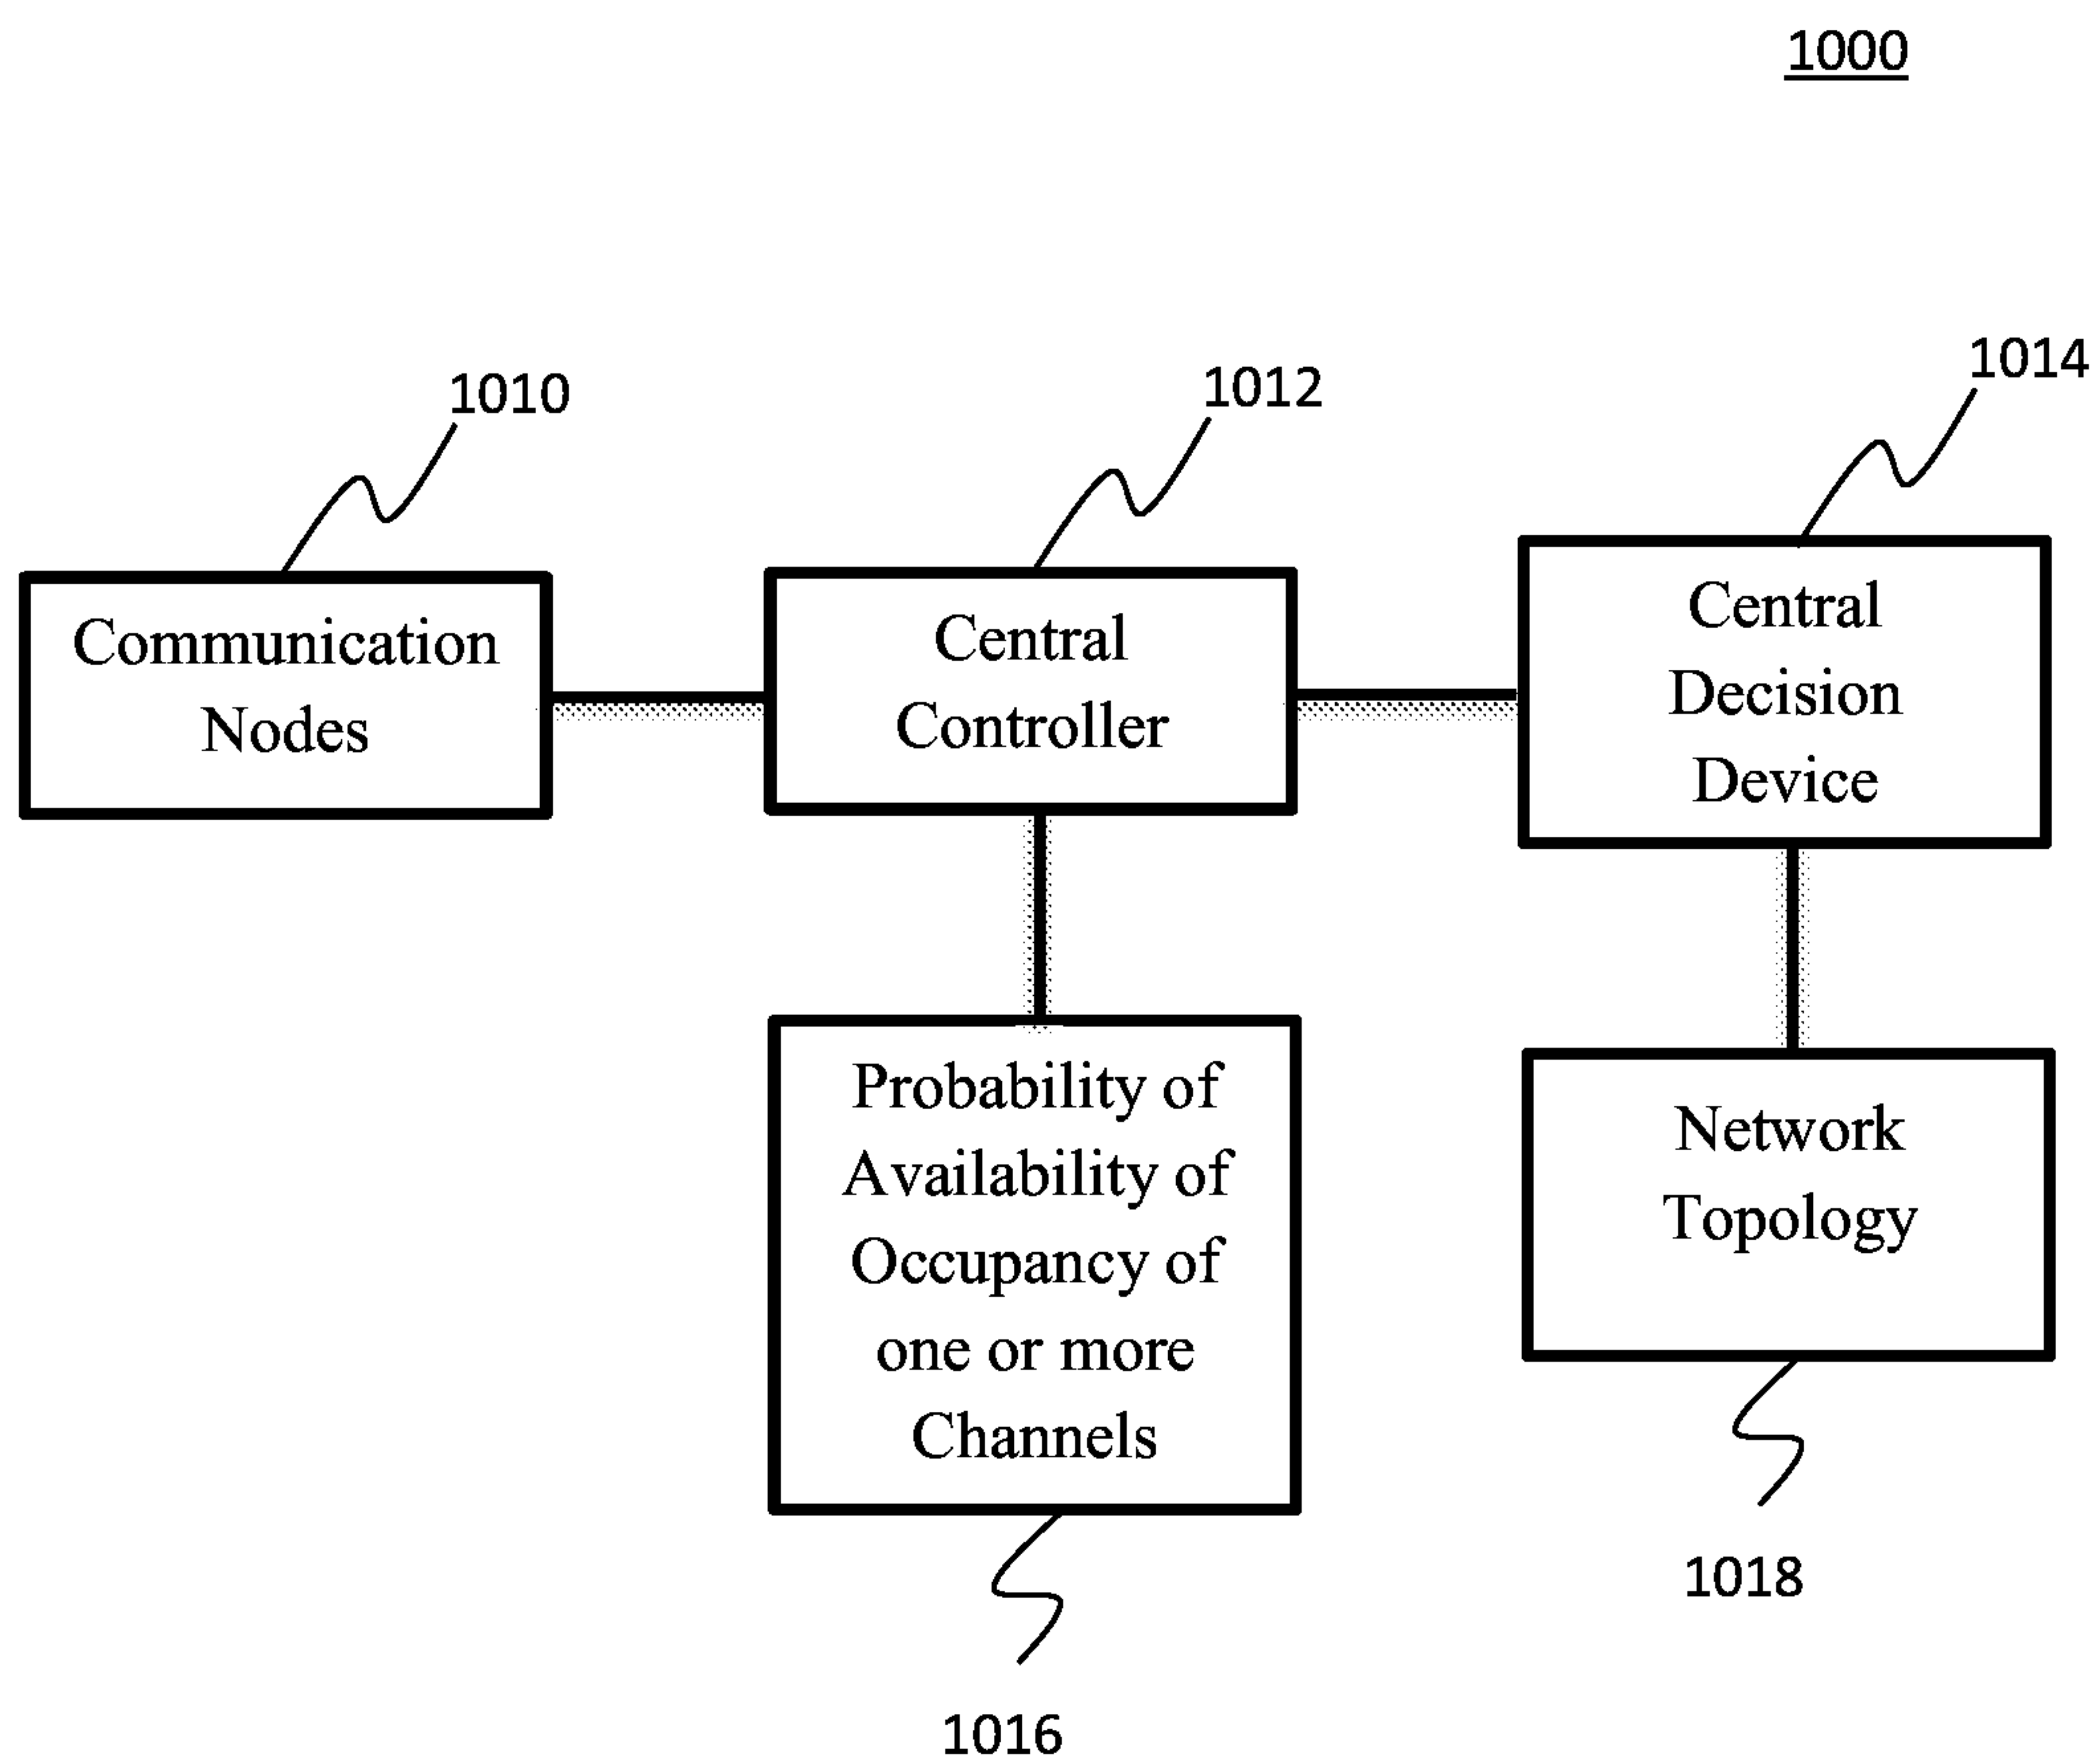 1000
1010
1012
1014
Communication
Nodes
Central
Controller
Central
Decision
Device
Probability of
Availability of
Occupancy of
one or more
Channels
Network
Topology
1018
1016